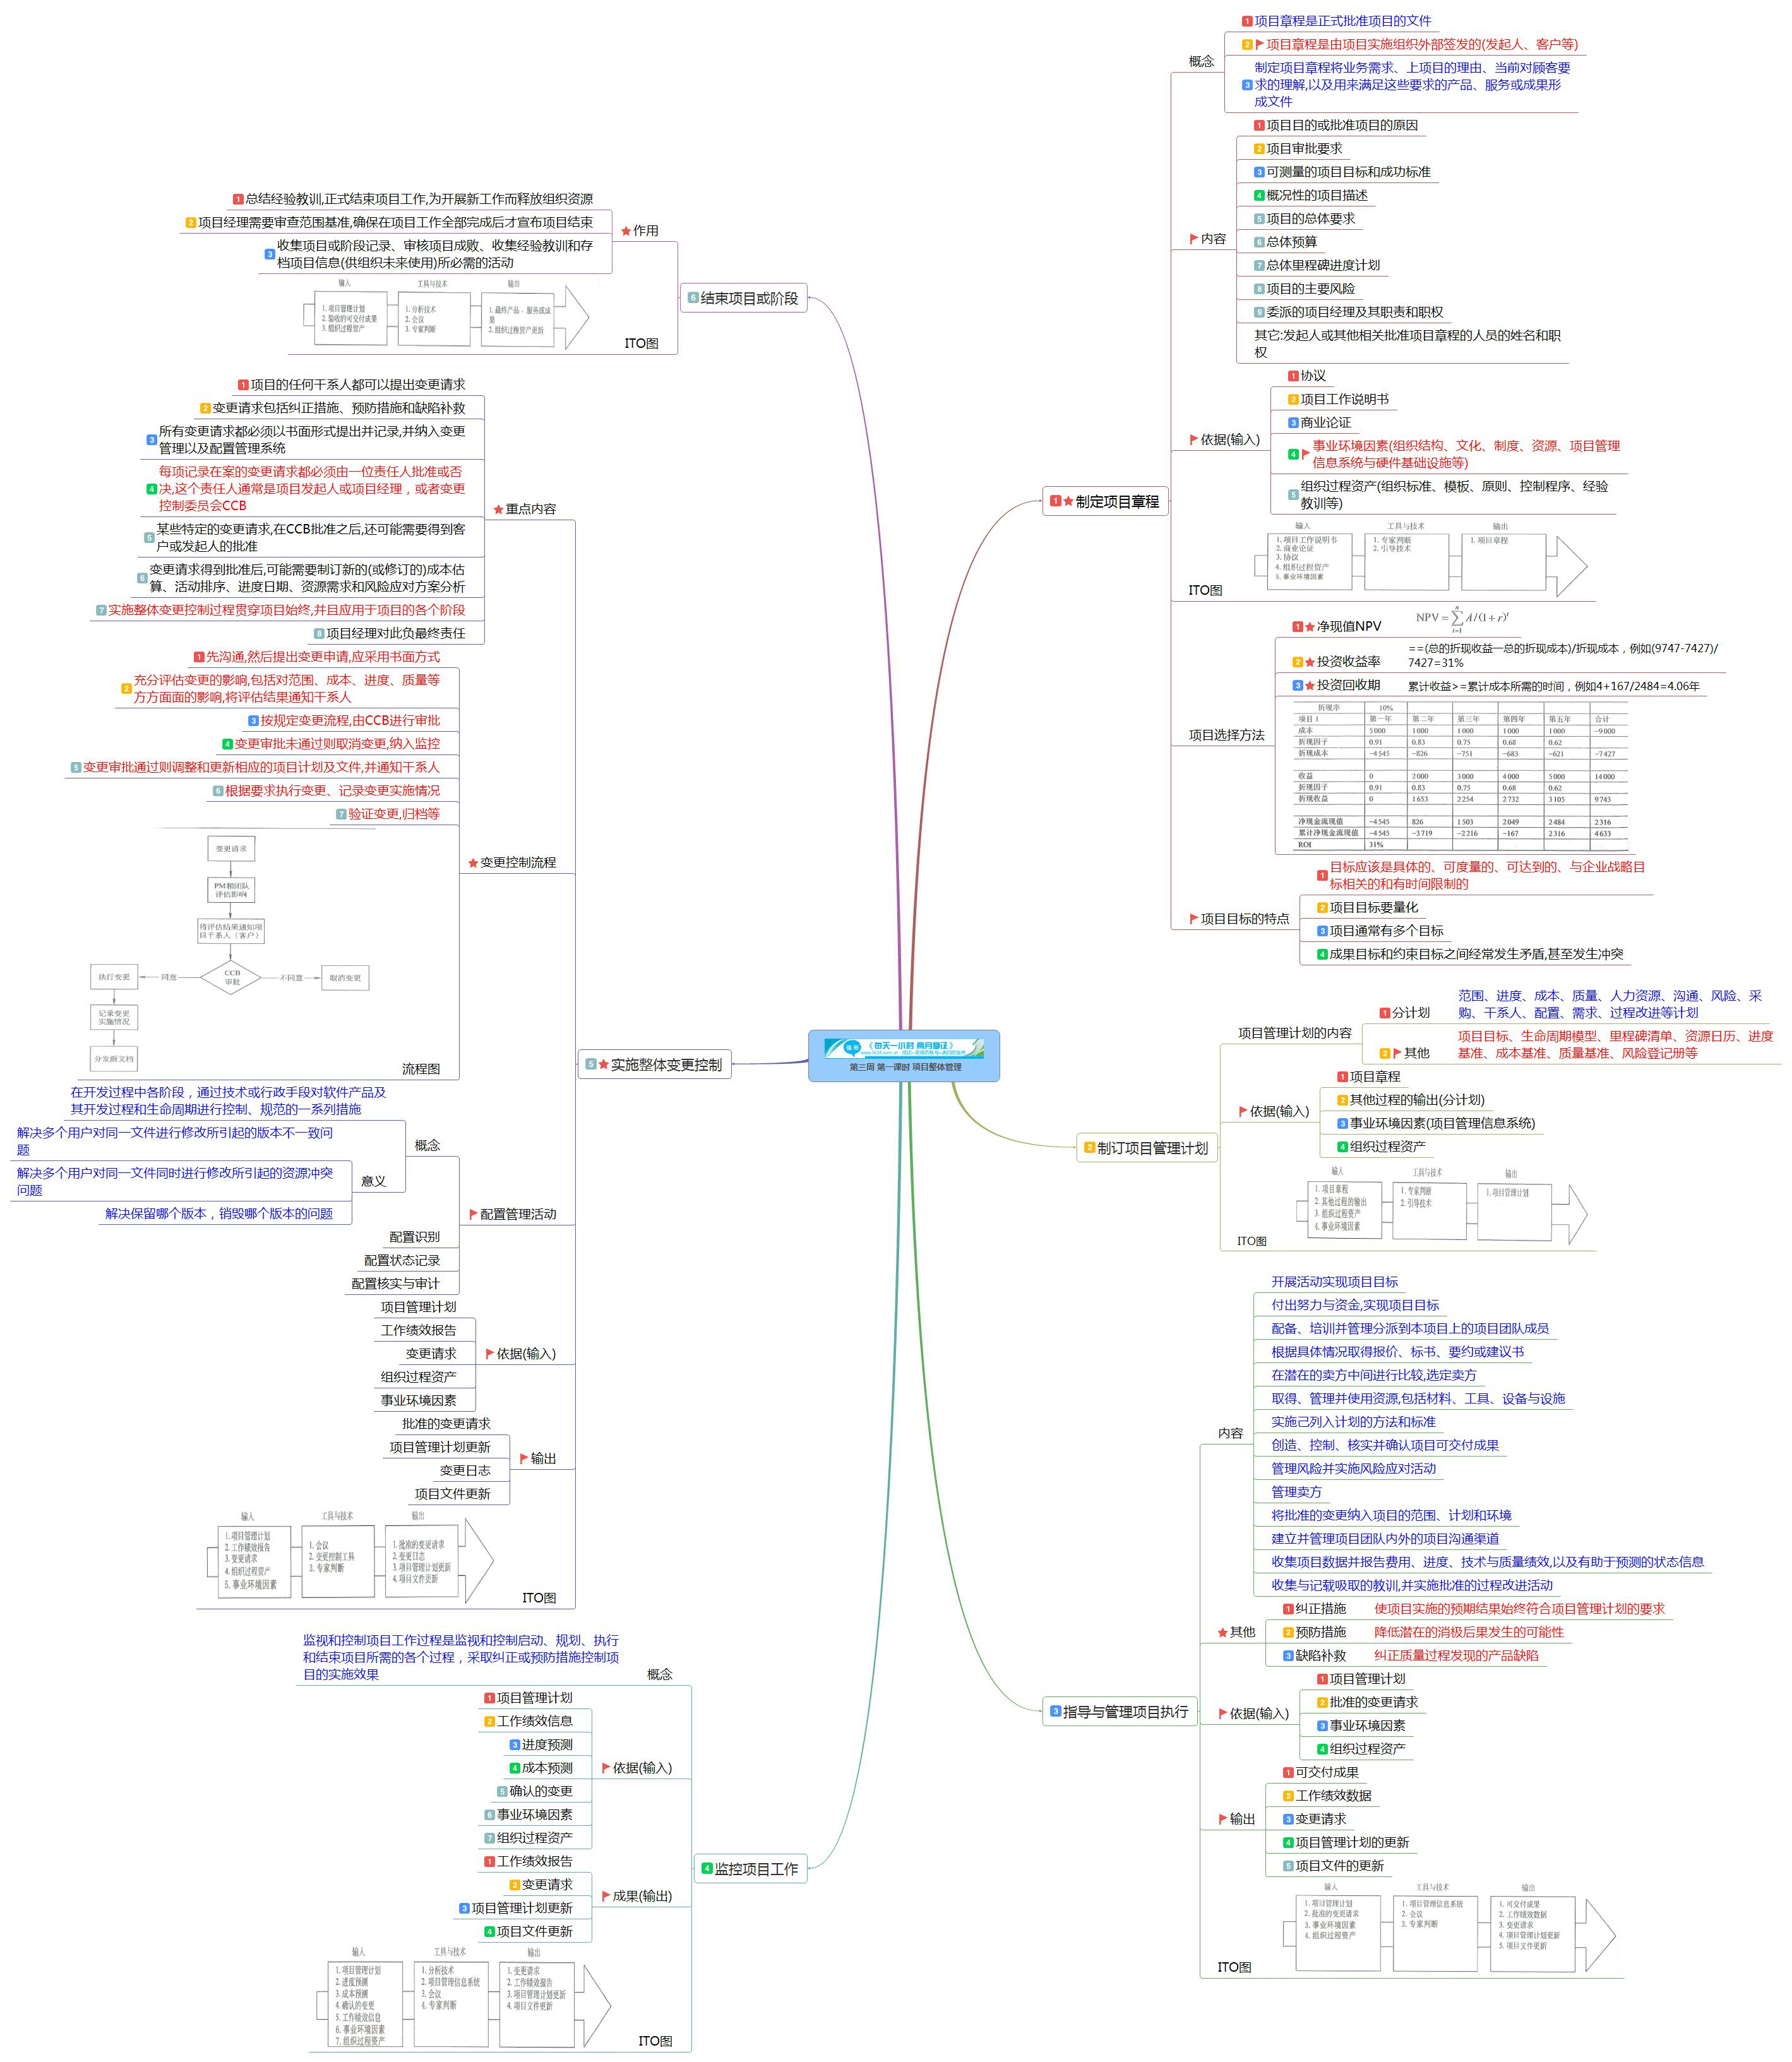 《每天一小时 两月拿证》
第三周 第一课时 项目整体管理
1 制定项目章程
概念
1 项目章程是正式批准项目的文件
2 项目章程是由项目实施组织外部签发的(发起人、客户等)
3 制定项目章程将业务需求、上项目的理由、当前对顾客要
求的理解,以及用来满足这些要求的产品、服务或成果形
成文件
内容
1 项目目的或批准项目的原因
2 项目审批要求
3 可测量的项目目标和成功标准
4 概况性的项目描述
5 项目的总体要求
6 总体预算
7 总体里程碑进度计划
8 项目的主要风险
9 委派的项目经理及其职责和职权
其它:发起人或其他相关批准项目章程的人员的姓名和职
权
依据(输入)
1 协议
2 项目工作说明书
3 商业论证
4 事业环境因素(组织结构、文化、制度、资源、项目管理
信息系统与硬件基础设施等)
5 组织过程资产(组织标准、模板、原则、控制程序、经验
教训等)
ITO图
输入 工具与技术 输出
1. 项目工作说明书
2. 商业论证
3. 协议
4. 组织过程资产
5. 事业环境因素
1. 专家判断
2. 引导技术
1. 项目章程
项目选择方法
1 净现值NPV
NPV = ∑ A/(1+r)^t
n
t=1
2 投资收益率
==(总的折现收益一总的折现成本)/折现成本，例如(9747-7427)/
7427=31%
3 投资回收期
累计收益>=累计成本所需的时间，例如4+167/2484=4.06年
折现率 10%
项目1 第一年 第二年 第三年 第四年 第五年 合计
成本 5000 1000 1000 1000 1000 −9000
折现因子 0.91 0.83 0.75 0.68 0.62
折现成本 −4545 −826 −751 −683 −621 −7427
收益 0 2000 3000 4000 5000 14000
折现因子 0.91 0.83 0.75 0.68 0.62
折现收益 0 1653 2254 2732 3105 9743
净现金流现值 −4545 826 1503 2049 2484 2316
累计净现金流现值 −4545 −3719 −2216 −167 2316 4633
ROI 31%
项目目标的特点
1 目标应该是具体的、可度量的、可达到的、与企业战略目
标相关的和有时间限制的
2 项目目标要量化
3 项目通常有多个目标
4 成果目标和约束目标之间经常发生矛盾,甚至发生冲突
2 制订项目管理计划
项目管理计划的内容
1 分计划
范围、进度、成本、质量、人力资源、沟通、风险、采
购、干系人、配置、需求、过程改进等计划
2 其他
项目目标、生命周期模型、里程碑清单、资源日历、进度
基准、成本基准、质量基准、风险登记册等
依据(输入)
1 项目章程
2 其他过程的输出(分计划)
3 事业环境因素(项目管理信息系统)
4 组织过程资产
ITO图
输入 工具与技术 输出
1. 项目章程
2. 其他过程的输出
3. 组织过程资产
4. 事业环境因素
1. 专家判断
2. 引导技术
1. 项目管理计划
3 指导与管理项目执行
内容
开展活动实现项目目标
付出努力与资金,实现项目目标
配备、培训并管理分派到本项目上的项目团队成员
根据具体情况取得报价、标书、要约或建议书
在潜在的卖方中间进行比较,选定卖方
取得、管理并使用资源,包括材料、工具、设备与设施
实施己列入计划的方法和标准
创造、控制、核实并确认项目可交付成果
管理风险并实施风险应对活动
管理卖方
将批准的变更纳入项目的范围、计划和环境
建立并管理项目团队内外的项目沟通渠道
收集项目数据并报告费用、进度、技术与质量绩效,以及有助于预测的状态信息
收集与记载吸取的教训,并实施批准的过程改进活动
其他
1 纠正措施 使项目实施的预期结果始终符合项目管理计划的要求
2 预防措施 降低潜在的消极后果发生的可能性
3 缺陷补救 纠正质量过程发现的产品缺陷
依据(输入)
1 项目管理计划
2 批准的变更请求
3 事业环境因素
4 组织过程资产
输出
1 可交付成果
2 工作绩效数据
3 变更请求
4 项目管理计划的更新
5 项目文件的更新
ITO图
输入 工具与技术 输出
1. 项目管理计划
2. 批准的变更请求
3. 事业环境因素
4. 组织过程资产
1. 项目管理信息系统
2. 会议
3. 专家判断
1. 可交付成果
2. 工作绩效数据
3. 变更请求
4. 项目管理计划更新
5. 项目文件更新
6 结束项目或阶段
作用
1 总结经验教训,正式结束项目工作,为开展新工作而释放组织资源
2 项目经理需要审查范围基准,确保在项目工作全部完成后才宣布项目结束
3 收集项目或阶段记录、审核项目成败、收集经验教训和存
档项目信息(供组织未来使用)所必需的活动
ITO图
输入 工具与技术 输出
1. 项目管理计划
2. 验收的可交付成果
3. 组织过程资产
1. 分析技术
2. 会议
3. 专家判断
1. 最终产品、服务或成
果
2. 组织过程资产更新
5 实施整体变更控制
重点内容
1 项目的任何干系人都可以提出变更请求
2 变更请求包括纠正措施、预防措施和缺陷补救
3 所有变更请求都必须以书面形式提出并记录,并纳入变更
管理以及配置管理系统
4 每项记录在案的变更请求都必须由一位责任人批准或否
决,这个责任人通常是项目发起人或项目经理，或者变更
控制委员会CCB
5 某些特定的变更请求,在CCB批准之后,还可能需要得到客
户或发起人的批准
6 变更请求得到批准后,可能需要制订新的(或修订的)成本估
算、活动排序、进度日期、资源需求和风险应对方案分析
7 实施整体变更控制过程贯穿项目始终,并且应用于项目的各个阶段
8 项目经理对此负最终责任
变更控制流程
1 先沟通,然后提出变更申请,应采用书面方式
2 充分评估变更的影响,包括对范围、成本、进度、质量等
方方面面的影响,将评估结果通知干系人
3 按规定变更流程,由CCB进行审批
4 变更审批未通过则取消变更,纳入监控
5 变更审批通过则调整和更新相应的项目计划及文件,并通知干系人
6 根据要求执行变更、记录变更实施情况
7 验证变更,归档等
流程图
变更请求
PM和团队
评估影响
将评估结果通知项
目干系人（客户）
CCB
审批
同意
不同意
执行变更
取消变更
记录变更
实施情况
分发新文档
配置管理活动
概念
在开发过程中各阶段，通过技术或行政手段对软件产品及
其开发过程和生命周期进行控制、规范的一系列措施
意义
解决多个用户对同一文件进行修改所引起的版本不一致问
题
解决多个用户对同一文件同时进行修改所引起的资源冲突
问题
解决保留哪个版本，销毁哪个版本的问题
配置识别
配置状态记录
配置核实与审计
依据(输入)
项目管理计划
工作绩效报告
变更请求
组织过程资产
事业环境因素
输出
批准的变更请求
项目管理计划更新
变更日志
项目文件更新
ITO图
输入 工具与技术 输出
1. 项目管理计划
2. 工作绩效报告
3. 变更请求
4. 组织过程资产
5. 事业环境因素
1. 会议
2. 变更控制工具
3. 专家判断
1. 批准的变更请求
2. 变更日志
3. 项目管理计划更新
4. 项目文件更新
4 监控项目工作
概念
监视和控制项目工作过程是监视和控制启动、规划、执行
和结束项目所需的各个过程，采取纠正或预防措施控制项
目的实施效果
依据(输入)
1 项目管理计划
2 工作绩效信息
3 进度预测
4 成本预测
5 确认的变更
6 事业环境因素
7 组织过程资产
成果(输出)
1 工作绩效报告
2 变更请求
3 项目管理计划更新
4 项目文件更新
ITO图
输入 工具与技术 输出
1. 项目管理计划
2. 进度预测
3. 成本预测
4. 确认的变更
5. 工作绩效信息
6. 事业环境因素
7. 组织过程资产
1. 分析技术
2. 项目管理信息系统
3. 会议
4. 专家判断
1. 变更请求
2. 工作绩效报告
3. 项目管理计划更新
4. 项目文件更新